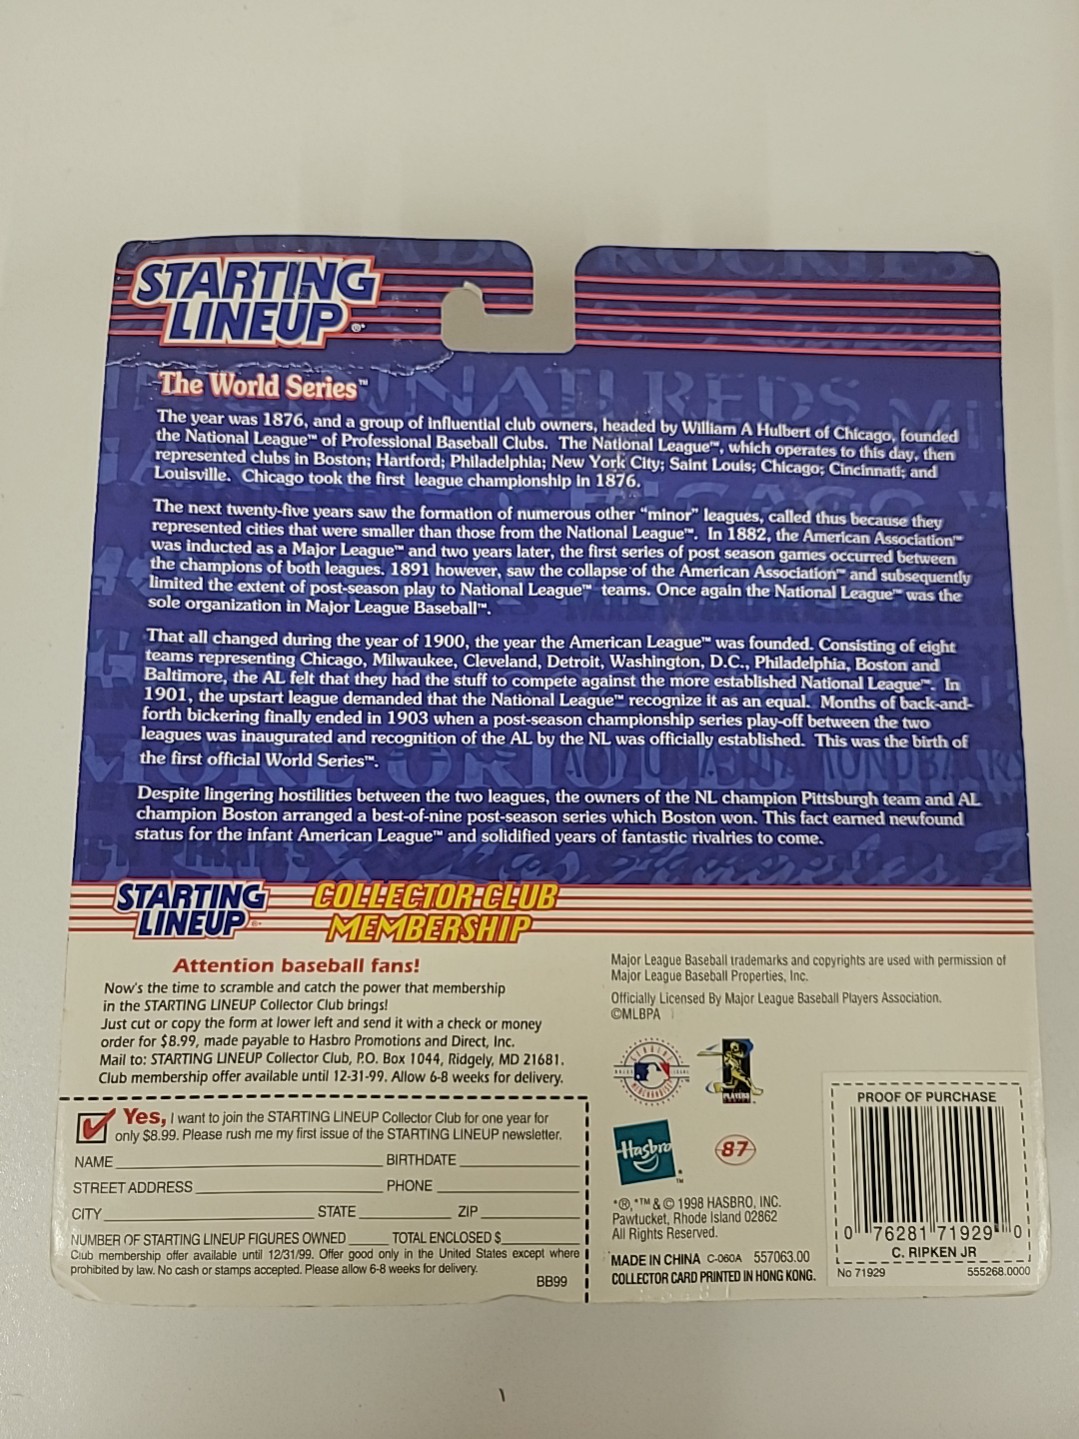 STARTING
LINEUP®*
The World Series™
The year was 1876, and a group of influential club owners, headed by William A Hulbert of Chicago, founded
the National League™ of Professional Baseball Clubs. The National League™, which operates to this day, then
represented clubs in Boston; Hartford; Philadelphia; New York City; Saint Louis; Chicago; Cincinnati; and
Louisville. Chicago took the first league championship in 1876.
The next twenty-five years saw the formation of numerous other "minor" leagues, called thus because they
represented cities that were smaller than those from the National League™. In 1882, the American Association™
was inducted as a Major League™ and two years later, the first series of post season games occurred between
the champions of both leagues. 1891 however, saw the collapse of the American Association™ and subsequently
limited the extent of post-season play to National League™ teams. Once again the National League™ was the
sole organization in Major League Baseball™.
That all changed during the year of 1900, the year the American League™ was founded. Consisting of eight
teams representing Chicago, Milwaukee, Cleveland, Detroit, Washington, D.C., Philadelphia, Boston and
Baltimore, the AL felt that they had the stuff to compete against the more established National League™. In
1901, the upstart league demanded that the National League™ recognize it as an equal. Months of back-and-
forth bickering finally ended in 1903 when a post-season championship series play-off between the two
leagues was inaugurated and recognition of the AL by the NL was officially established. This was the birth of
the first official World Series™.
Despite lingering hostilities between the two leagues, the owners of the NL champion Pittsburgh team and AL
champion Boston arranged a best-of-nine post-season series which Boston won. This fact earned newfound
status for the infant American League™ and solidified years of fantastic rivalries to come.
STARTING
LINEUP®*
COLLECTOR CLUB
MEMBERSHIP
Attention baseball fans!
Now's the time to scramble and catch the power that membership
in the STARTING LINEUP Collector Club brings!
Just cut or copy the form at lower left and send it with a check or money
order for $8.99, made payable to Hasbro Promotions and Direct, Inc.
Mail to: STARTING LINEUP Collector Club, P.O. Box 1044, Ridgely, MD 21681.
Club membership offer available until 12-31-99. Allow 6-8 weeks for delivery.
Yes, I want to join the STARTING LINEUP Collector Club for one year for
only $8.99. Please rush me my first issue of the STARTING LINEUP newsletter.
NAME BIRTHDATE
STREET ADDRESS PHONE
CITY STATE ZIP
NUMBER OF STARTING LINEUP FIGURES OWNED TOTAL ENCLOSED $
Club membership offer available until 12/31/99. Offer good only in the United States except where
prohibited by law. No cash or stamps accepted. Please allow 6-8 weeks for delivery.
BB99
Major League Baseball trademarks and copyrights are used with permission of
Major League Baseball Properties, Inc.
Officially Licensed By Major League Baseball Players Association.
©MLBPA
PLAYERS
Hasbro
™
87
*®,*™ & © 1998 HASBRO, INC.
Pawtucket, Rhode Island 02862
All Rights Reserved.
MADE IN CHINA C-060A 557063.00
COLLECTOR CARD PRINTED IN HONG KONG.
PROOF OF PURCHASE
0 76281 71929 0
C. RIPKEN JR
No 71929 555268.0000